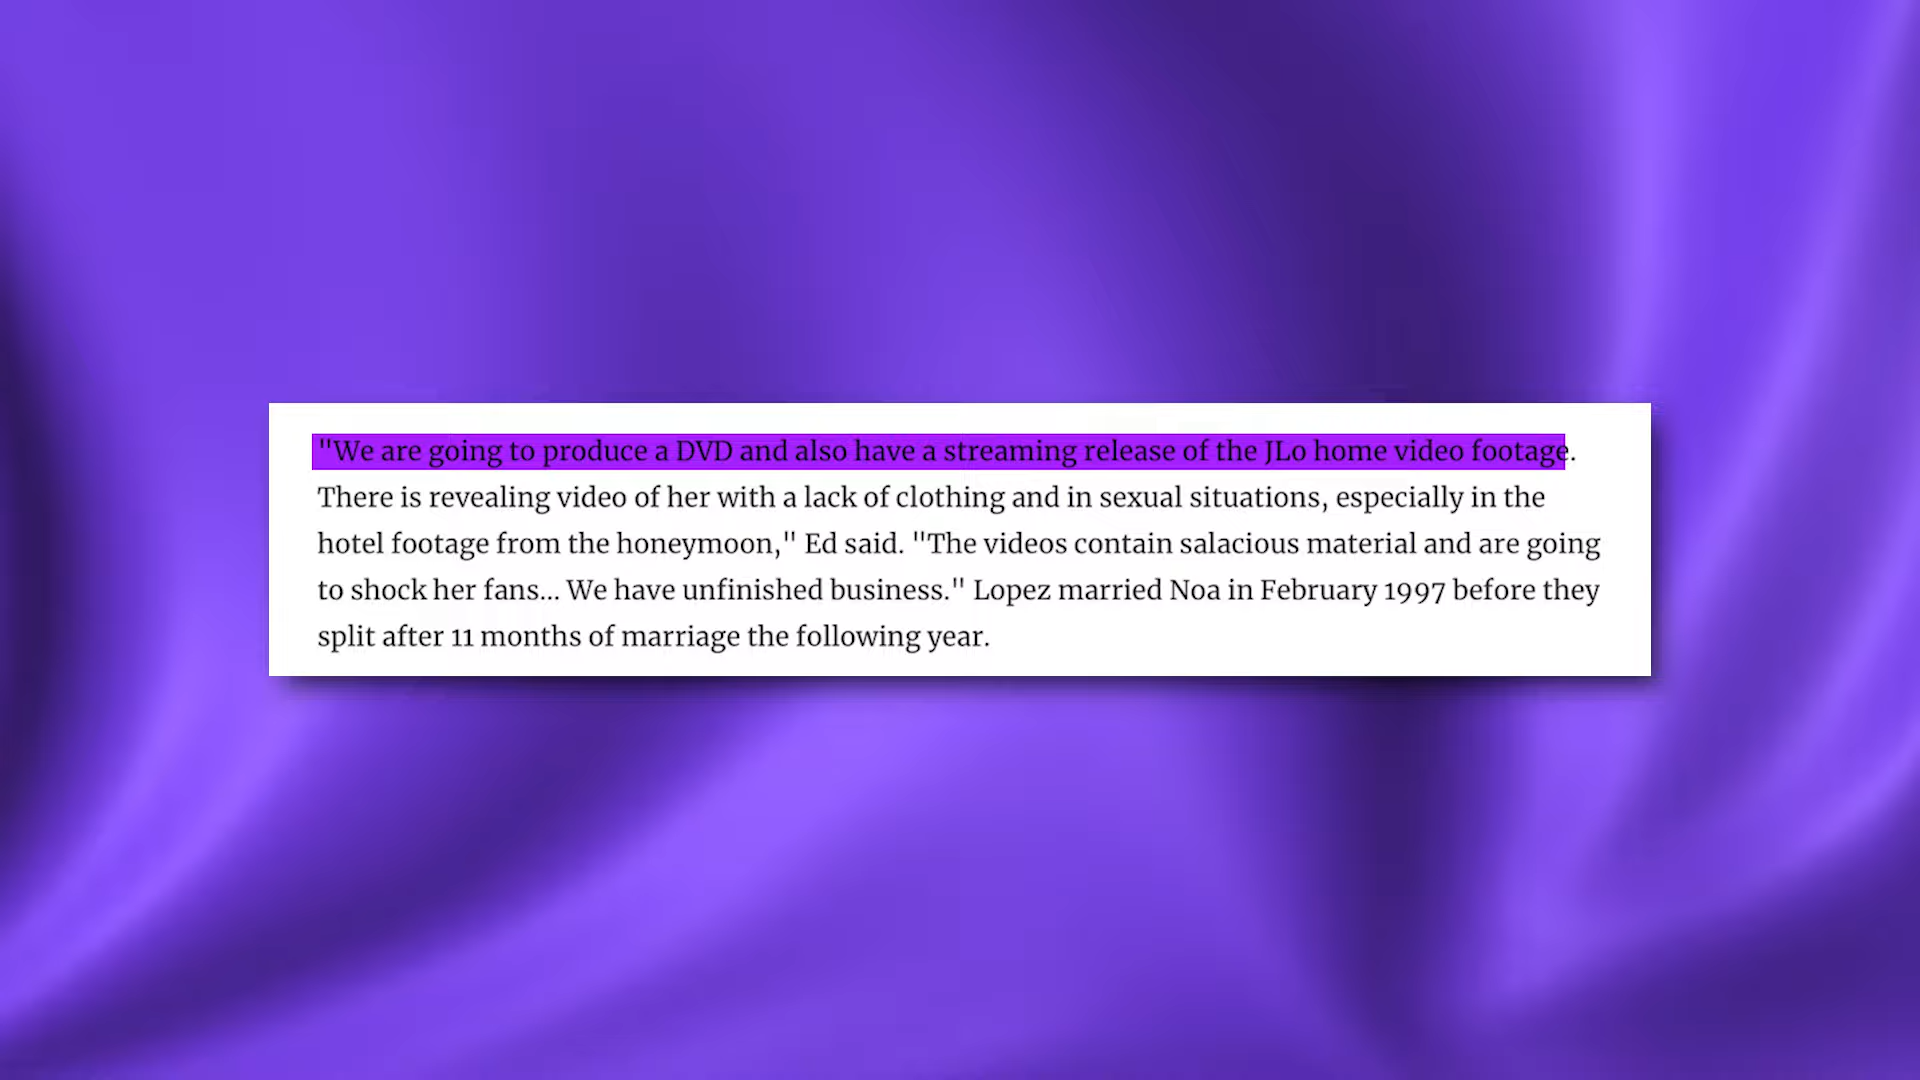 "We are going to produce a DVD and also have a streaming release of the JLo home video footage.
There is revealing video of her with a lack of clothing and in sexual situations, especially in the
hotel footage from the honeymoon," Ed said. "The videos contain salacious material and are going
to shock her fans... We have unfinished business." Lopez married Noa in February 1997 before they
split after 11 months of marriage the following year.